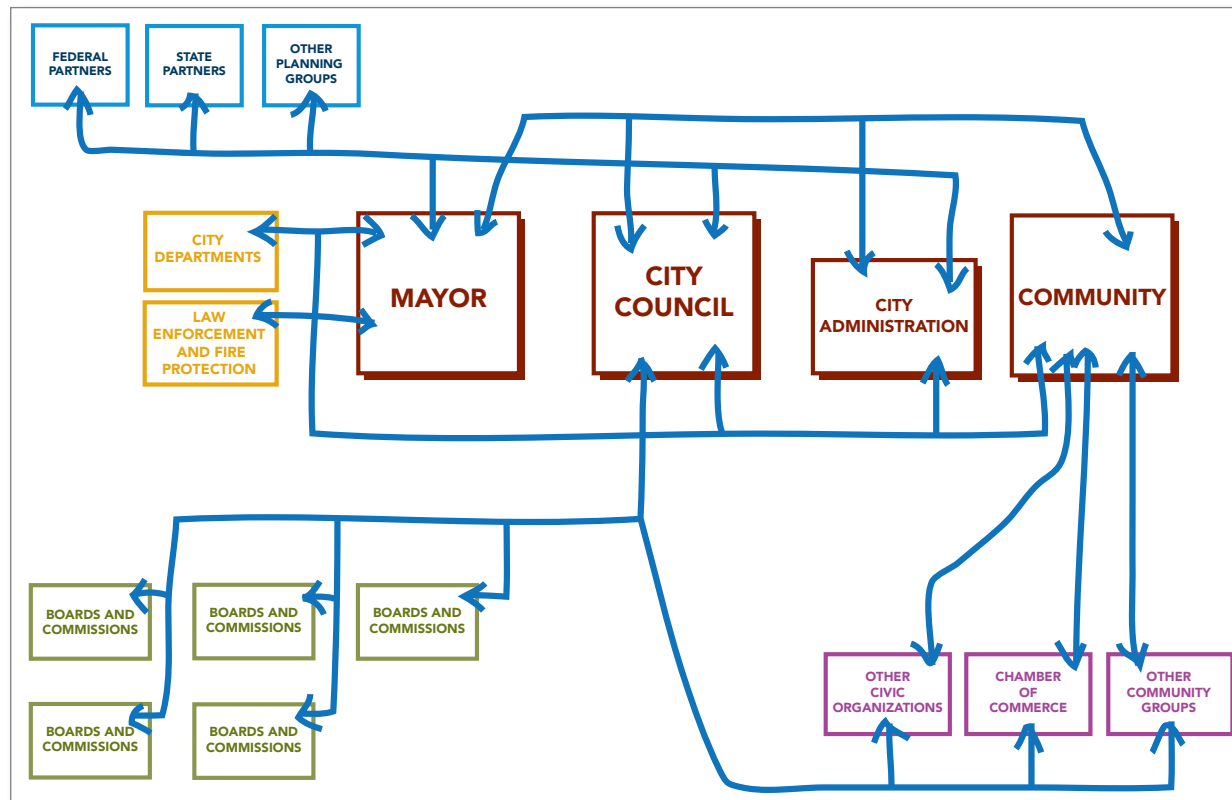 FEDERAL
PARTNERS
STATE
PARTNERS
OTHER
PLANNING
GROUPS
CITY
DEPARTMENTS
LAW
ENFORCEMENT
AND FIRE
PROTECTION
MAYOR
CITY
COUNCIL
CITY
ADMINISTRATION
COMMUNITY
BOARDS AND
COMMISSIONS
BOARDS AND
COMMISSIONS
BOARDS AND
COMMISSIONS
BOARDS AND
COMMISSIONS
BOARDS AND
COMMISSIONS
OTHER
CIVIC
ORGANIZATIONS
CHAMBER
OF
COMMERCE
OTHER
COMMUNITY
GROUPS